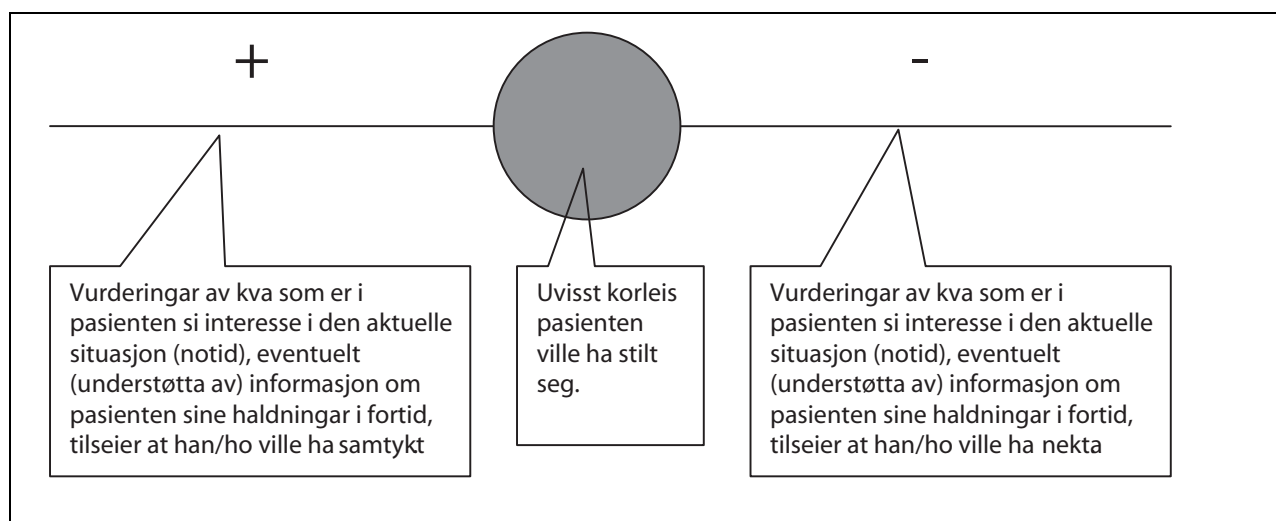 +
-
Vurderingar av kva som er i
pasienten si interesse i den aktuelle
situasjon (notid), eventuelt
(understøtta av) informasjon om
pasienten sine haldningar i fortid,
tilseier at han/ho ville ha samtykt
Uvisst korleis
pasienten
ville ha stilt
seg.
Vurderingar av kva som er i
pasienten si interesse i den aktuelle
situasjon (notid), eventuelt
(understøtta av) informasjon om
pasienten sine haldningar i fortid,
tilseier at han/ho ville ha nekta